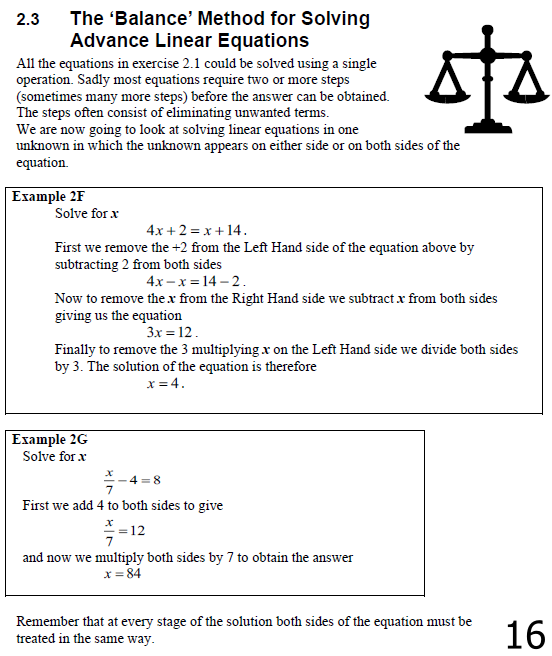 2.3 The ‘Balance’ Method for Solving
Advance Linear Equations
All the equations in exercise 2.1 could be solved using a single
operation. Sadly most equations require two or more steps
(sometimes many more steps) before the answer can be obtained.
The steps often consist of eliminating unwanted terms.
We are now going to look at solving linear equations in one
unknown in which the unknown appears on either side or on both sides of the
equation.
Example 2F
Solve for x
4x + 2 = x + 14.
First we remove the +2 from the Left Hand side of the equation above by
subtracting 2 from both sides
4x – x = 14 – 2.
Now to remove the x from the Right Hand side we subtract x from both sides
giving us the equation
3x = 12.
Finally to remove the 3 multiplying x on the Left Hand side we divide both sides
by 3. The solution of the equation is therefore
x = 4.
Example 2G
Solve for x
x/7 – 4 = 8
First we add 4 to both sides to give
x/7 = 12
and now we multiply both sides by 7 to obtain the answer
x = 84
Remember that at every stage of the solution both sides of the equation must be
treated in the same way.
16